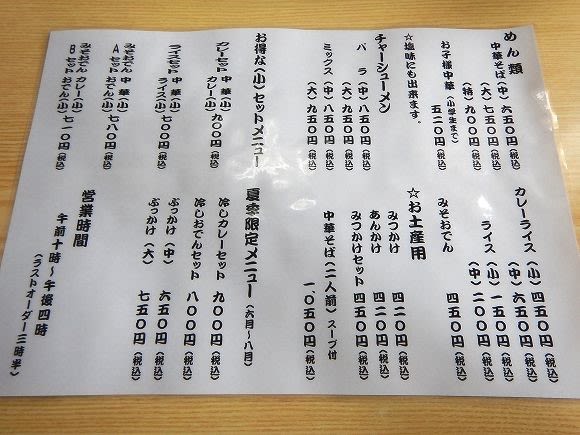 めん類
中華そば(中)六五〇円(税込)
(大)七五〇円(税込)
(特)九〇〇円(税込)
お子様中華(小学生まで)
五二〇円(税込)
☆塩味にも出来ます。
チャーシューメン
バラ(中)八五〇円(税込)
(大)九五〇円(税込)
ミックス(中)八五〇円(税込)
(大)九五〇円(税込)
お得な(小)セットメニュー
カレーセット 中華(小)
カレー(小)九〇〇円(税込)
ライスセット 中華(小)
ライス(小)九〇〇円(税込)
みそおでん 中華(小)
Aセット おでん(小)七八〇円(税込)
みそおでん カレー(小)
Bセット おでん(小)七一〇円(税込)
カレーライス(小)四五〇円(税込)
(中)六五〇円(税込)
ライス(小)一五〇円(税込)
(中)二〇〇円(税込)
みそおでん 四五〇円(税込)
☆お土産用
みつかけ 四二〇円(税込)
あんかけ 四二〇円(税込)
みつかけセット 四五〇円(税込)
中華そば(二人前)スープ付
一、〇五〇円(税込)
夏季限定メニュー(六月~八月)
冷しカレーセット 九〇〇円(税込)
冷しおでんセット 八〇〇円(税込)
ぶっかけ(中)六五〇円(税込)
ぶっかけ(大)七五〇円(税込)
営業時間
午前十時~午後四時
(ラストオーダー三時半)